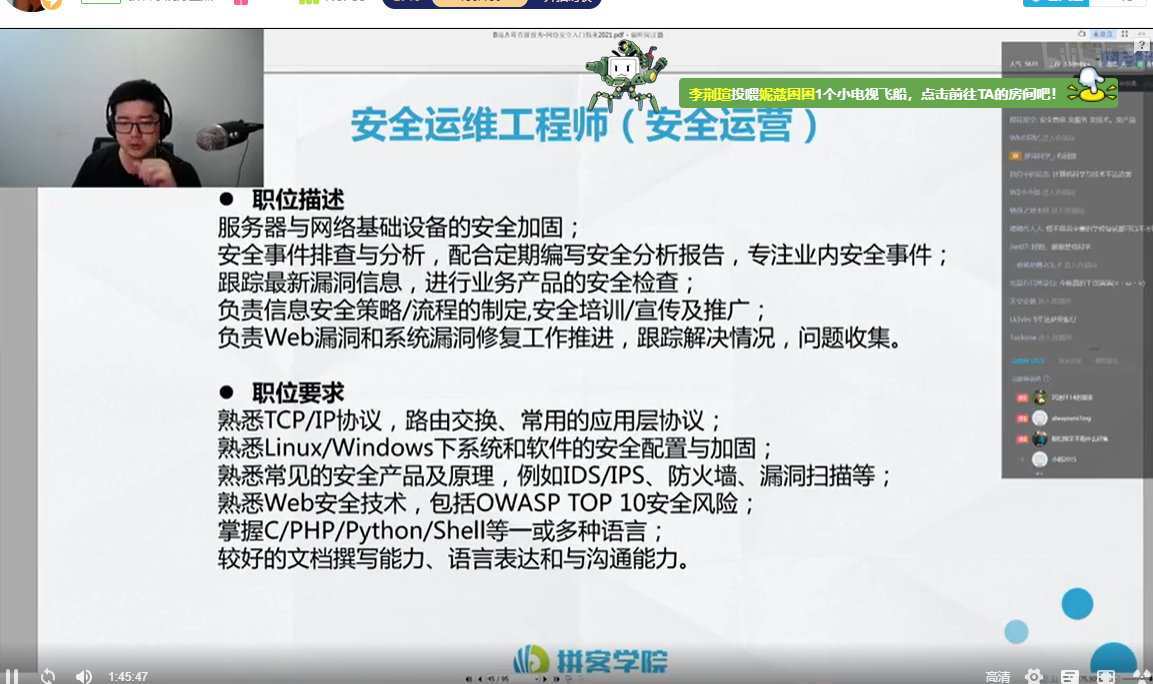 李荆瑄投喂妮蔻困困1个小电视飞船，点击前往TA的房间吧！
安全运维工程师（安全运营）
● 职位描述
服务器与网络基础设备的安全加固；
安全事件排查与分析，配合定期编写安全分析报告，专注业内安全事件；
跟踪最新漏洞信息，进行业务产品的安全检查；
负责信息安全策略/流程的制定,安全培训/宣传及推广；
负责Web漏洞和系统漏洞修复工作推进，跟踪解决情况，问题收集。
● 职位要求
熟悉TCP/IP协议，路由交换、常用的应用层协议；
熟悉Linux/Windows下系统和软件的安全配置与加固；
熟悉常见的安全产品及原理，例如IDS/IPS、防火墙、漏洞扫描等；
熟悉Web安全技术，包括OWASP TOP 10安全风险；
掌握C/PHP/Python/Shell等一或多种语言；
较好的文档撰写能力、语言表达和与沟通能力。
拼客学院
45 / 95
1:45:47
高清